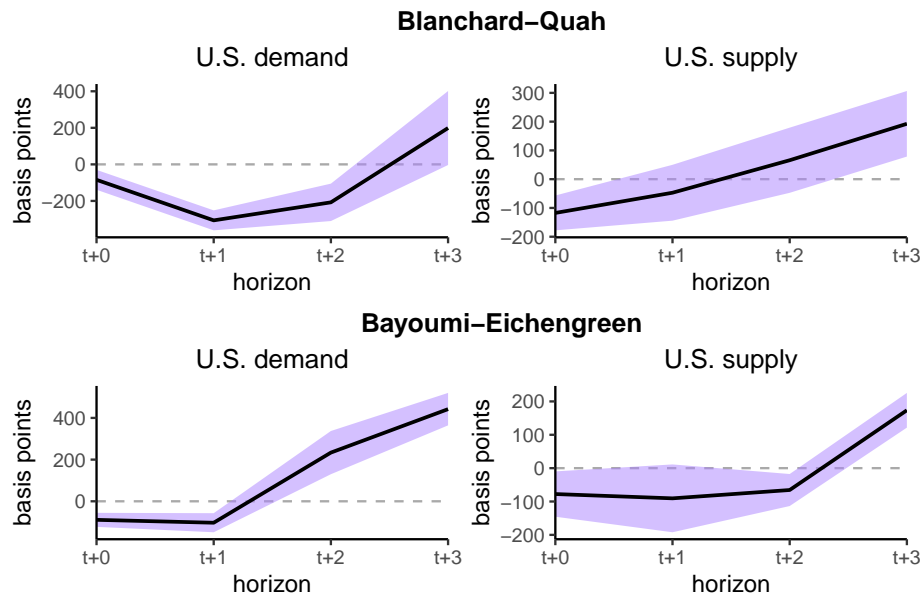 Blanchard−Quah
U.S. demand
400
200
0
−200
basis points
t+0 t+1 t+2 t+3
horizon
U.S. supply
300
200
100
0
−100
−200
basis points
t+0 t+1 t+2 t+3
horizon
Bayoumi−Eichengreen
U.S. demand
400
200
0
basis points
t+0 t+1 t+2 t+3
horizon
U.S. supply
200
100
0
−100
−200
basis points
t+0 t+1 t+2 t+3
horizon